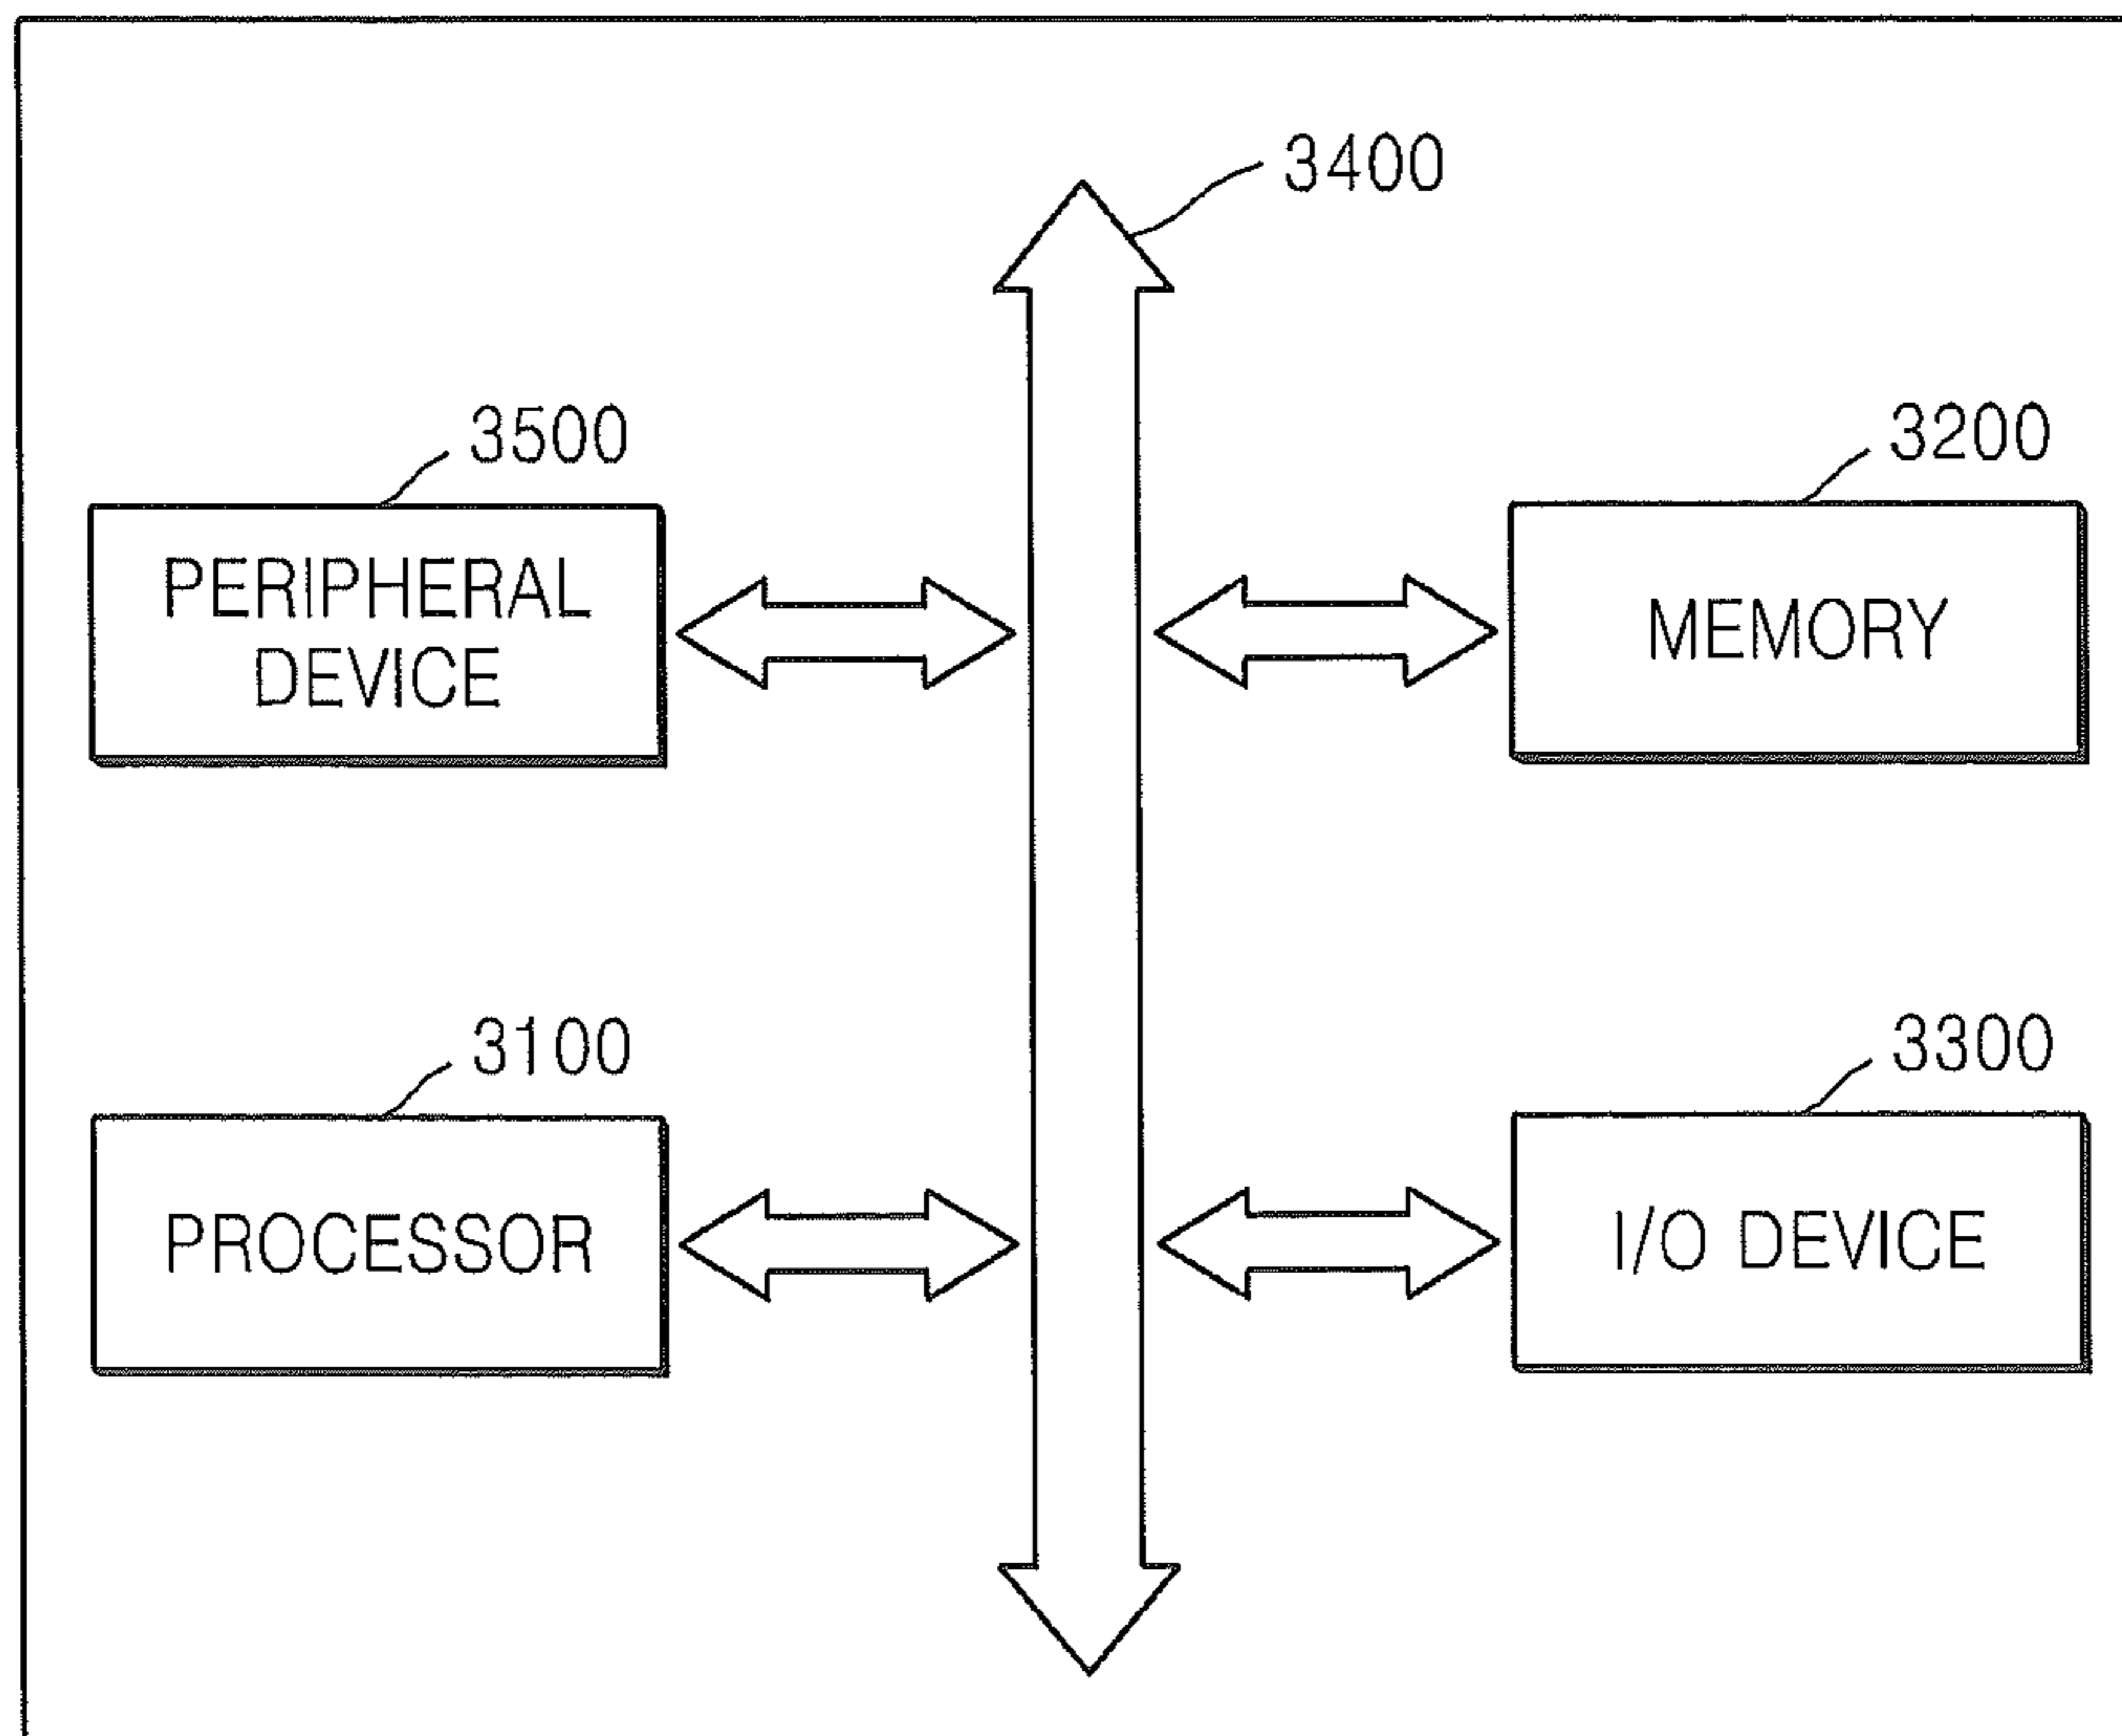 3400
3500
3200
PERIPHERAL
DEVICE
MEMORY
3100
3300
PROCESSOR
I/O DEVICE